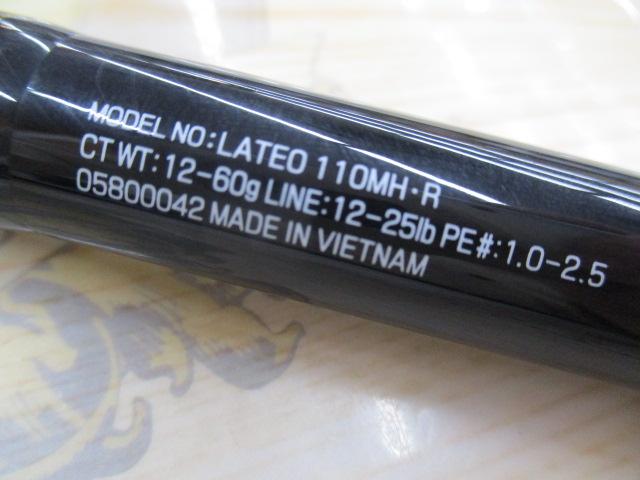 MODEL NO:LATEO 110MH·R
CT WT:12-60g LINE:12-25lb PE#:1.0-2.5
05800042 MADE IN VIETNAM